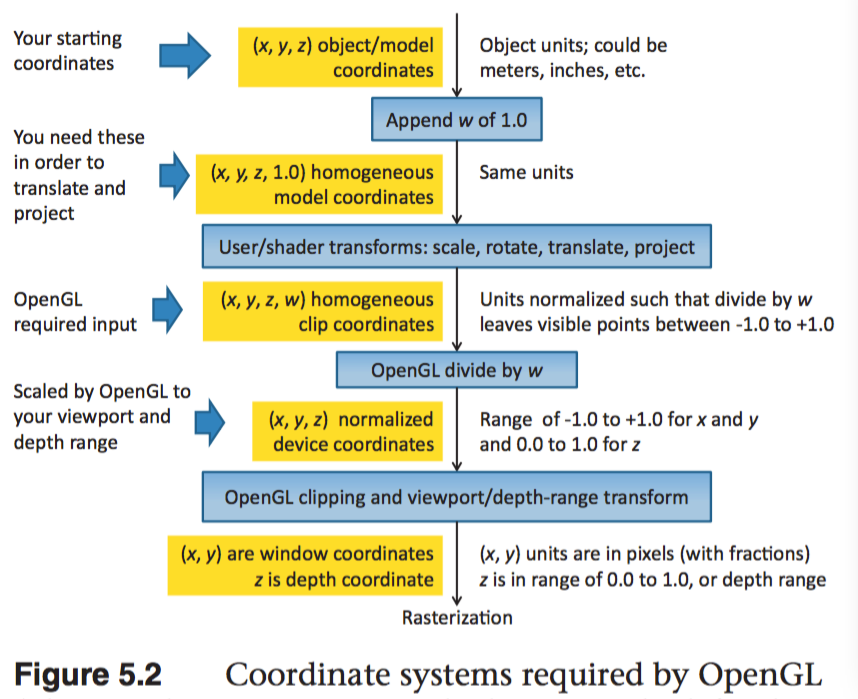 Your starting
coordinates
(x, y, z) object/model
coordinates
Object units; could be
meters, inches, etc.
Append w of 1.0
You need these
in order to
translate and
project
(x, y, z, 1.0) homogeneous
model coordinates
Same units
User/shader transforms: scale, rotate, translate, project
OpenGL
required input
(x, y, z, w) homogeneous
clip coordinates
Units normalized such that divide by w
leaves visible points between -1.0 to +1.0
OpenGL divide by w
Scaled by OpenGL to
your viewport and
depth range
(x, y, z) normalized
device coordinates
Range of -1.0 to +1.0 for x and y
and 0.0 to 1.0 for z
OpenGL clipping and viewport/depth-range transform
(x, y) are window coordinates
z is depth coordinate
(x, y) units are in pixels (with fractions)
z is in range of 0.0 to 1.0, or depth range
Rasterization
Figure 5.2 Coordinate systems required by OpenGL